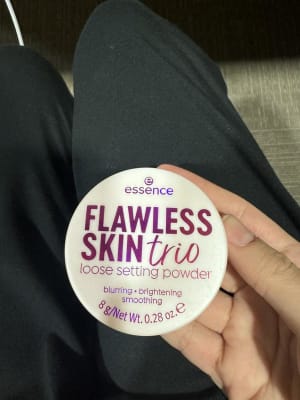 e
essence
FLAWLESS
SKIN trio
loose setting powder
blurring • brightening
smoothing
8 g/Net Wt. 0.28 oz. ℮